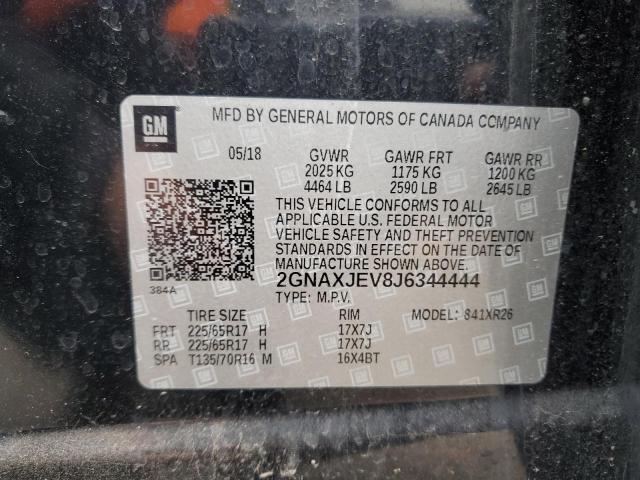 GM
MFD BY GENERAL MOTORS OF CANADA COMPANY
05/18 GVWR GAWR FRT GAWR RR
2025 KG 1175 KG 1200 KG
4464 LB 2590 LB 2645 LB
THIS VEHICLE CONFORMS TO ALL
APPLICABLE U.S. FEDERAL MOTOR
VEHICLE SAFETY AND THEFT PREVENTION
STANDARDS IN EFFECT ON THE DATE
OF MANUFACTURE SHOWN ABOVE.
384A 2GNAXJEV8J6344444
TYPE: M.P.V.
TIRE SIZE RIM MODEL: 841XR26
FRT 225/65R17 H 17X7J
RR 225/65R17 H 17X7J
SPA T135/70R16 M 16X4BT